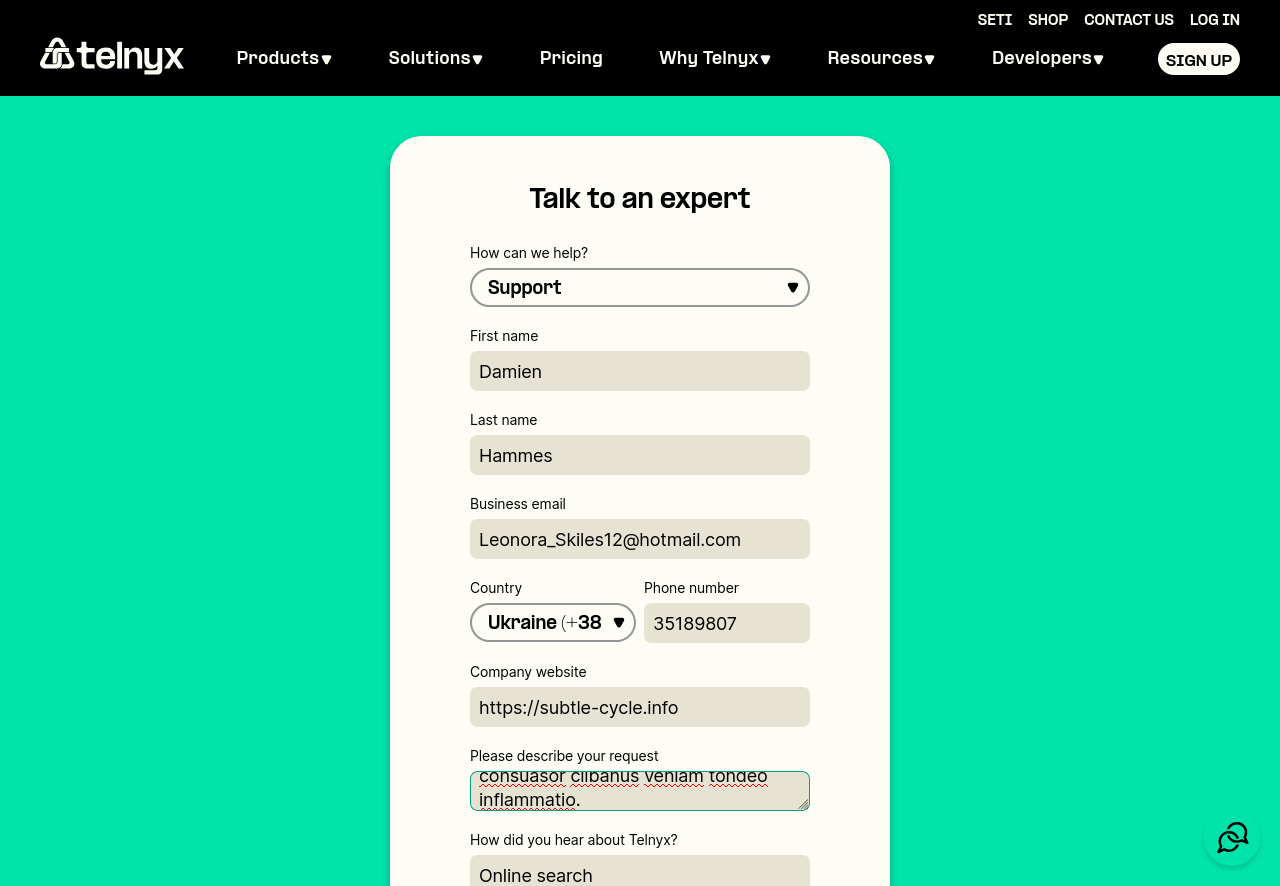 SETI SHOP CONTACT US LOG IN
telnyx Products Solutions Pricing Why Telnyx Resources Developers SIGN UP
Talk to an expert
How can we help?
Support
First name
Damien
Last name
Hammes
Business email
Leonora_Skiles12@hotmail.com
Country Phone number
Ukraine (+38 35189807
Company website
https://subtle-cycle.info
Please describe your request
consuasor clibanus veniam tondeo
inflammatio.
How did you hear about Telnyx?
Online search